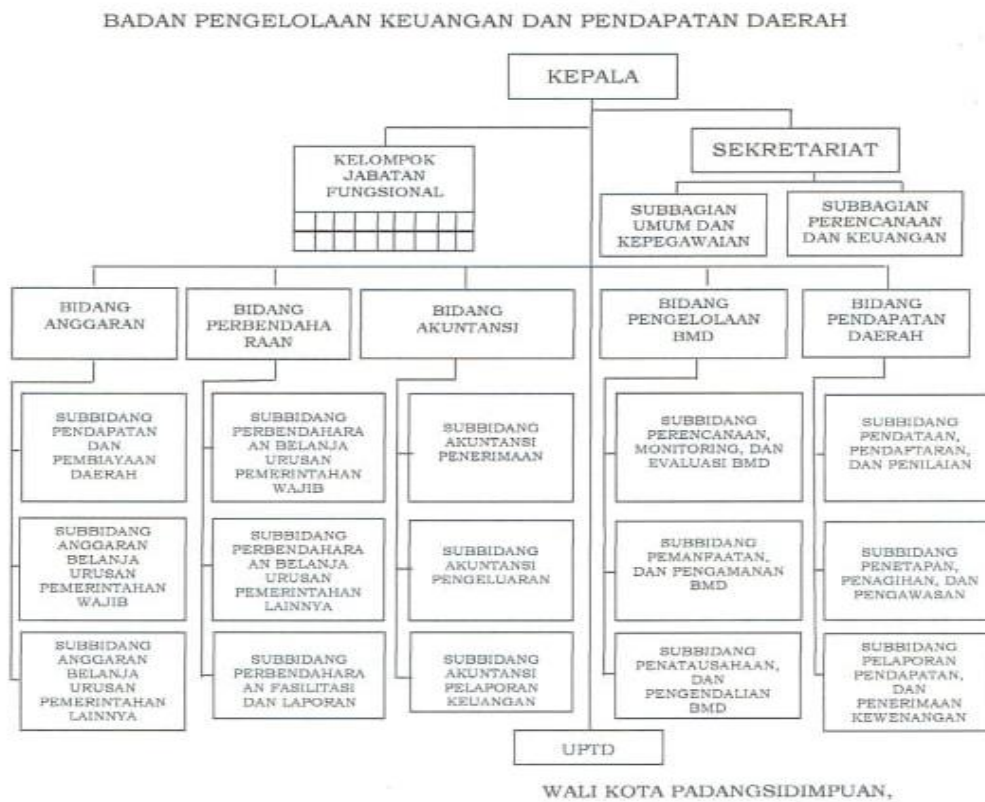 BADAN PENGELOLAAN KEUANGAN DAN PENDAPATAN DAERAH
KEPALA
KELOMPOK
JABATAN
FUNGSIONAL
SEKRETARIAT
SUBBAGIAN
UMUM DAN
KEPEGAWAIAN
SUBBAGIAN
PERENCANAAN
DAN KEUANGAN
BIDANG
ANGGARAN
BIDANG
PERBENDAHA
RAAN
BIDANG
AKUNTANSI
BIDANG
PENGELOLAAN
BMD
BIDANG
PENDAPATAN
DAERAH
SUBBIDANG
PENDAPATAN
DAN
PEMBIAYAAN
DAERAH
SUBBIDANG
PERBENDAHARA
AN BELANJA
URUSAN
PEMERINTAHAN
WAJIB
SUBBIDANG
AKUNTANSI
PENERIMAAN
SUBBIDANG
PERENCANAAN,
MONITORING, DAN
EVALUASI BMD
SUBBIDANG
PENDATAAN,
PENDAFTARAN,
DAN PENILAIAN
SUBBIDANG
ANGGARAN
BELANJA
URUSAN
PEMERINTAHAN
WAJIB
SUBBIDANG
PERBENDAHARA
AN BELANJA
URUSAN
PEMERINTAHAN
LAINNYA
SUBBIDANG
AKUNTANSI
PENGELUARAN
SUBBIDANG
PEMANFAATAN,
DAN PENGAMANAN
BMD
SUBBIDANG
PENETAPAN,
PENAGIHAN, DAN
PENGAWASAN
SUBBIDANG
ANGGARAN
BELANJA
URUSAN
PEMERINTAHAN
LAINNYA
SUBBIDANG
PERBENDAHARA
AN FASILITASI
DAN LAPORAN
SUBBIDANG
AKUNTANSI
PELAPORAN
KEUANGAN
SUBBIDANG
PENATAUSAHAAN,
DAN
PENGENDALIAN
BMD
SUBBIDANG
PELAPORAN
PENDAPATAN,
DAN
PENERIMAAN
KEWENANGAN
UPTD
WALI KOTA PADANGSIDIMPUAN,